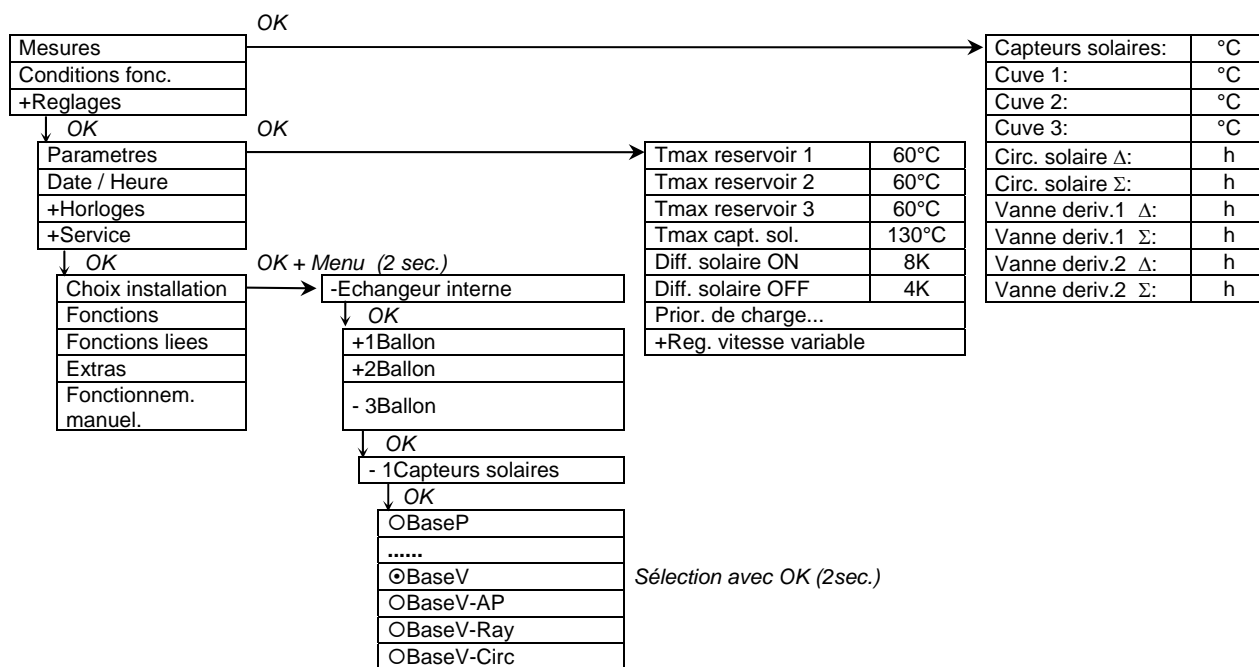 OK
Mesures
Conditions fonc.
+Reglages
OK
OK
Parametres
Date / Heure
+Horloges
+Service
OK
OK + Menu (2 sec.)
Choix installation
Fonctions
Fonctions liees
Extras
Fonctionnem.
manuel.
-Echangeur interne
OK
+1Ballon
+2Ballon
- 3Ballon
OK
- 1Capteurs solaires
OK
○BaseP
......
⊙BaseV
Sélection avec OK (2sec.)
○BaseV-AP
○BaseV-Ray
○BaseV-Circ
Tmax reservoir 1 60°C
Tmax reservoir 2 60°C
Tmax reservoir 3 60°C
Tmax capt. sol. 130°C
Diff. solaire ON 8K
Diff. solaire OFF 4K
Prior. de charge...
+Reg. vitesse variable
Capteurs solaires: °C
Cuve 1: °C
Cuve 2: °C
Cuve 3: °C
Circ. solaire Δ: h
Circ. solaire Σ: h
Vanne deriv.1 Δ: h
Vanne deriv.1 Σ: h
Vanne deriv.2 Δ: h
Vanne deriv.2 Σ: h